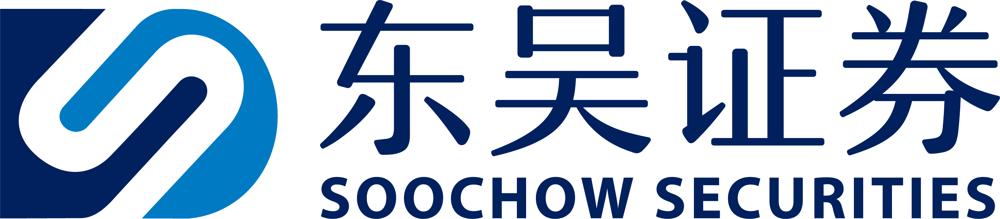 东吴证券
SOOCHOW SECURITIES